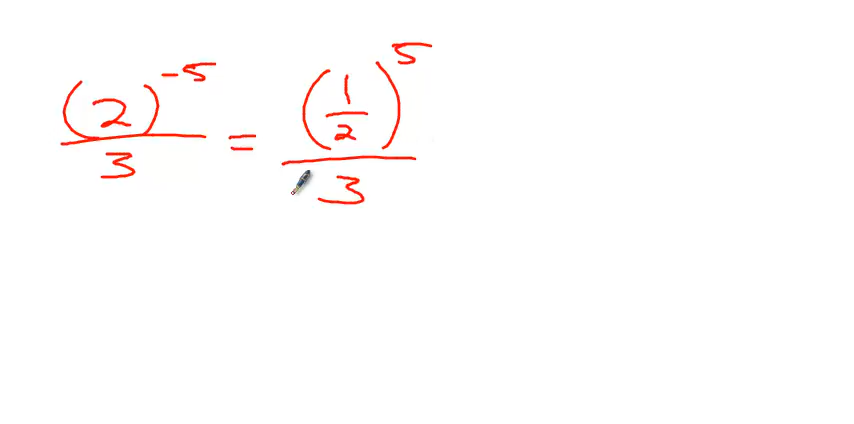 (2)^-5 / 3 = (1/2)^5 / 3